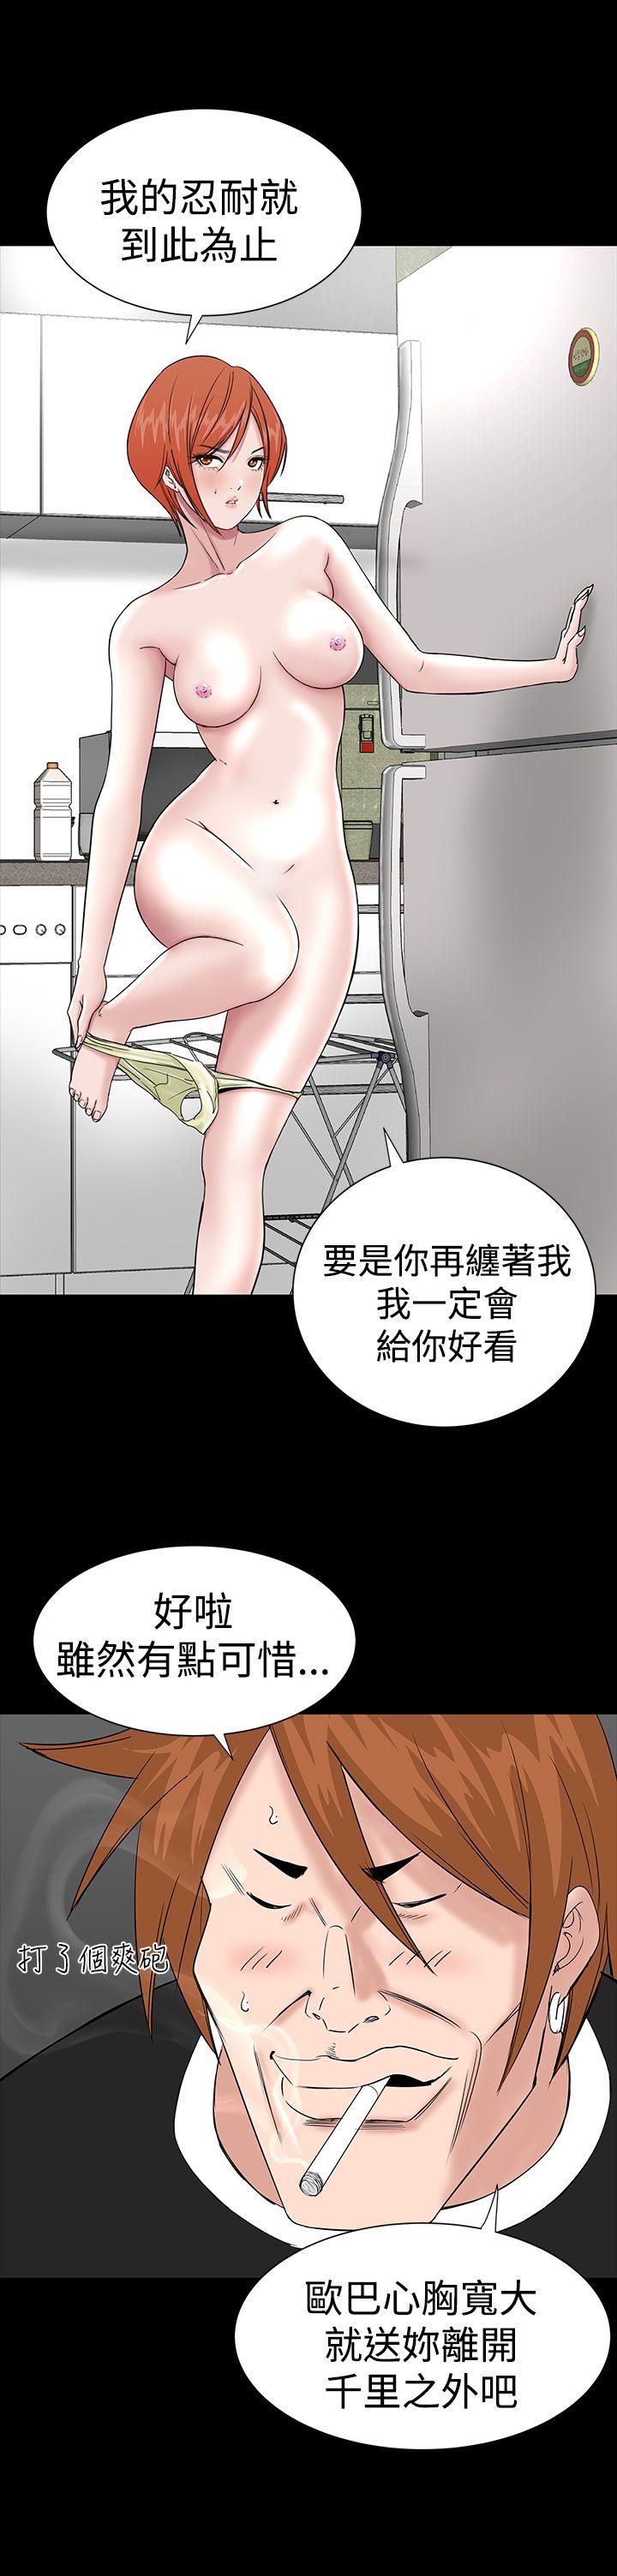 我的忍耐就
到此為止
要是你再纏著我
我一定會
給你好看
好啦
雖然有點可惜...
打了個爽砲
歐巴心胸寬大
就送妳離開
千里之外吧